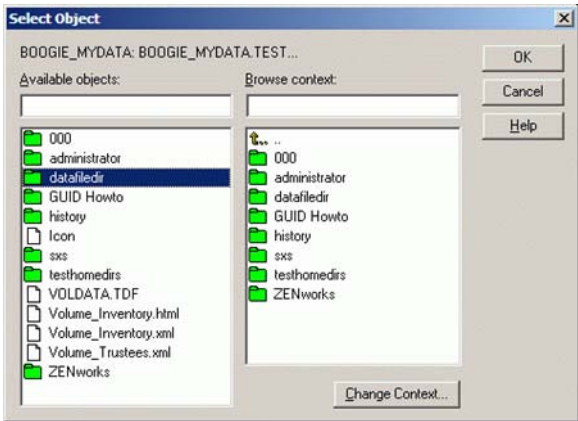 Select Object
BOOGIE_MYDATA: BOOGIE_MYDATA.TEST...
Available objects:
Browse context:
OK
Cancel
Help
000
administrator
datafiledir
GUID Howto
history
Icon
sxs
testhomedirs
VOLDATA.TDF
Volume_Inventory.html
Volume_Inventory.xml
Volume_Trustees.xml
ZENworks
..
000
administrator
datafiledir
GUID Howto
history
sxs
testhomedirs
ZENworks
Change Context...